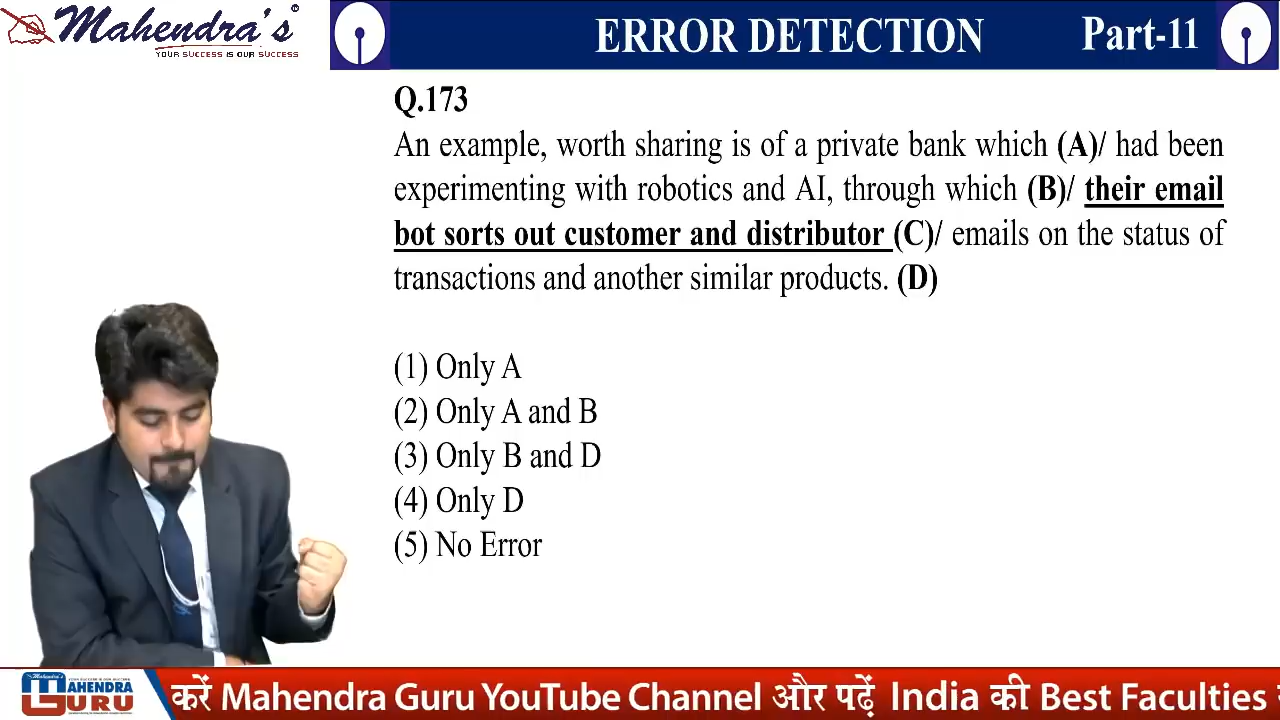 Mahendra's
YOUR SUCCESS IS OUR SUCCESS
ERROR DETECTION
Part-11
Q.173
An example, worth sharing is of a private bank which (A)/ had been
experimenting with robotics and AI, through which (B)/ their email
bot sorts out customer and distributor (C)/ emails on the status of
transactions and another similar products. (D)
(1) Only A
(2) Only A and B
(3) Only B and D
(4) Only D
(5) No Error
MAHENDRA
GURU
करें Mahendra Guru YouTube Channel और पढ़ें India की Best Faculties